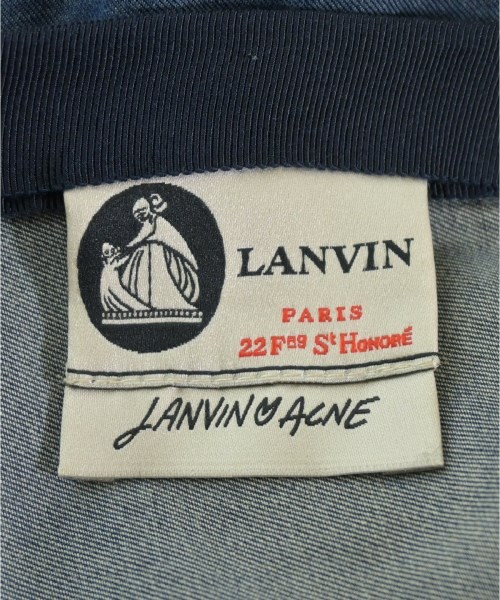 LANVIN
PARIS
22 Fbg St Honoré
LANVIN♥ACNE